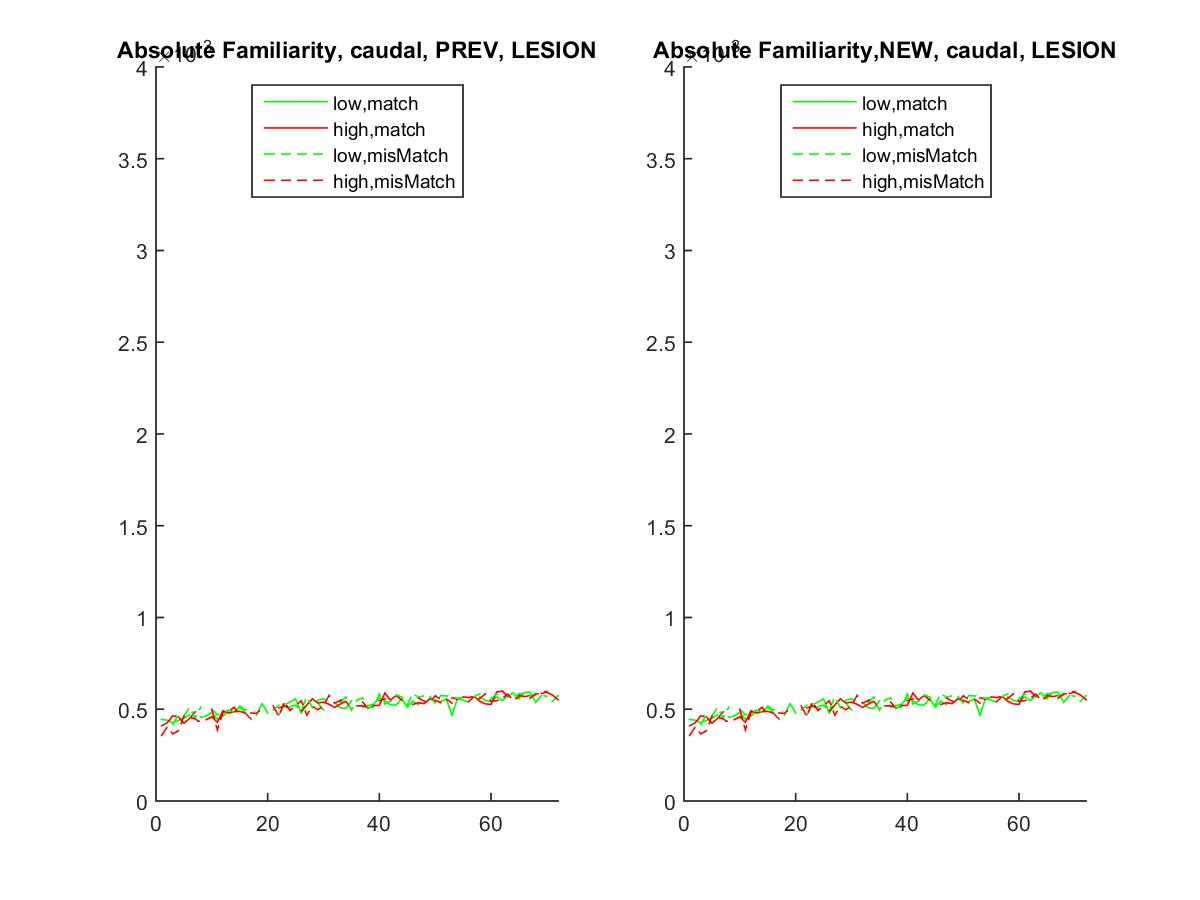 Absolute Familiarity, caudal, PREV, LESION
4
3.5
3
2.5
2
1.5
1
0.5
0
0 20 40 60
low,match
high,match
low,misMatch
high,misMatch
Absolute Familiarity,NEW, caudal, LESION
4
3.5
3
2.5
2
1.5
1
0.5
0
0 20 40 60
low,match
high,match
low,misMatch
high,misMatch